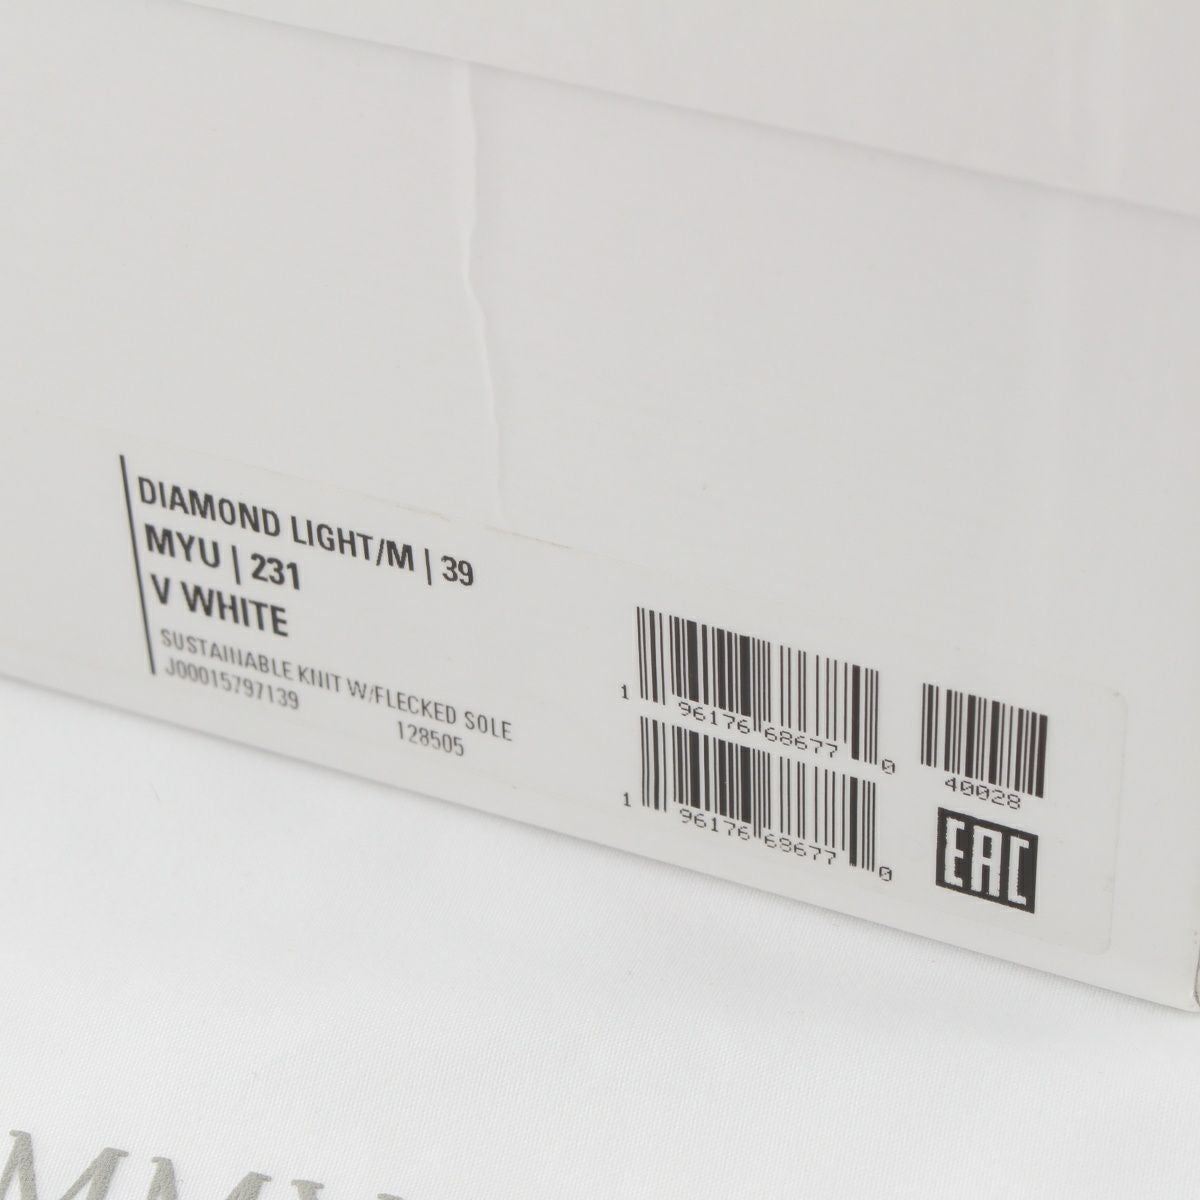 DIAMOND LIGHT/M | 39
MYU | 231
V WHITE
SUSTAINABLE KNIT W/FLECKED SOLE
J00015797139 128505
1 96176 68677 0
40028
1 96176 68677 0
EAC